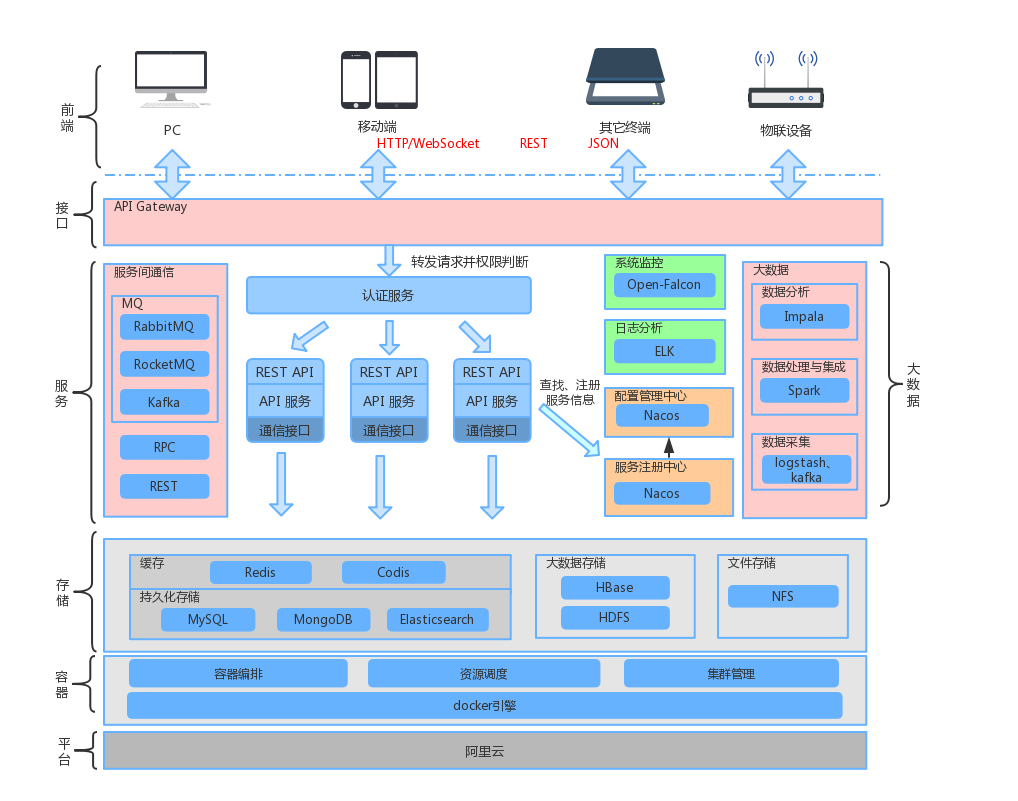 前
端
PC
移动端
其它终端
物联设备
HTTP/WebSocket REST JSON
接
口
API Gateway
转发请求并权限判断
服
务
服务间通信
MQ
RabbitMQ
RocketMQ
Kafka
RPC
REST
认证服务
REST API
API 服务
通信接口
REST API
API 服务
通信接口
REST API
API 服务
通信接口
查找、注册
服务信息
系统监控
Open-Falcon
日志分析
ELK
配置管理中心
Nacos
服务注册中心
Nacos
大数据
数据分析
Impala
数据处理与集成
Spark
数据采集
logstash、
kafka
大
数
据
存
储
缓存
Redis
Codis
持久化存储
MySQL
MongoDB
Elasticsearch
大数据存储
HBase
HDFS
文件存储
NFS
容
器
容器编排
资源调度
集群管理
docker引擎
平
台
阿里云